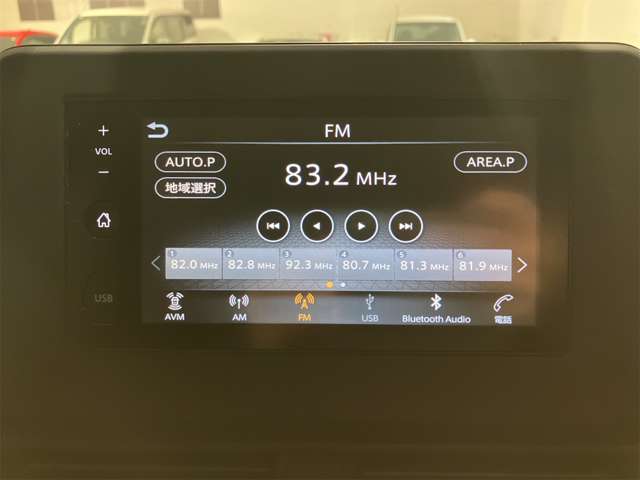 FM
+
VOL
−
AUTO.P
83.2 MHz
AREA.P
地域選択
1 2 3 4 5 6
82.0 MHz 82.8 MHz 92.3 MHz 80.7 MHz 81.3 MHz 81.9 MHz
USB
AVM AM FM USB Bluetooth Audio 電話